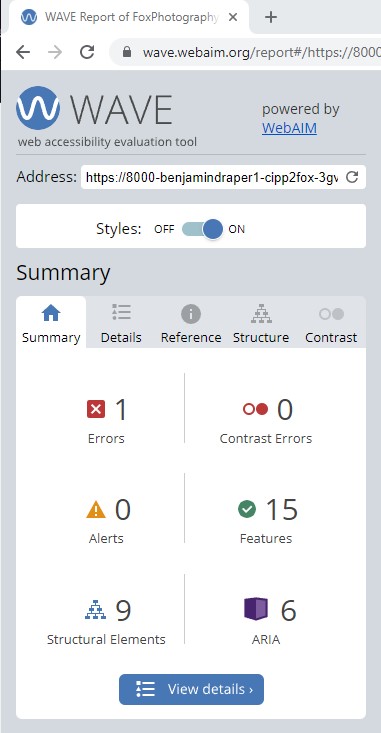 WAVE Report of FoxPhotography
wave.webaim.org/report#/https://8000
WAVE
powered by
WebAIM
web accessibility evaluation tool
Address: https://8000-benjamindraper1-cipp2fox-3gv
Styles: OFF ON
Summary
Summary Details Reference Structure Contrast
1 0
Errors Contrast Errors
0 15
Alerts Features
9 6
Structural Elements ARIA
View details ›